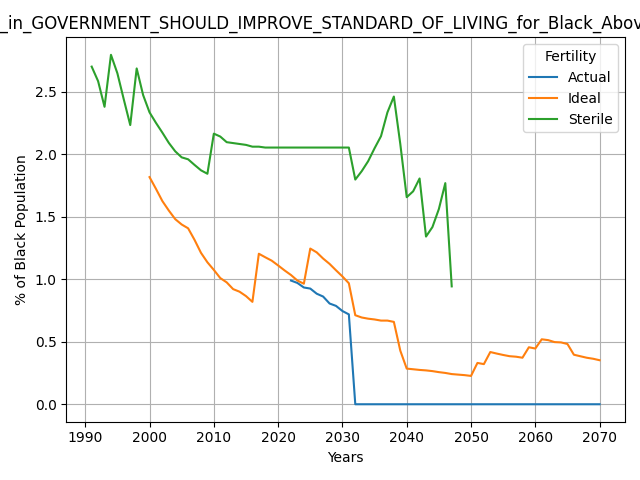 _in_GOVERNMENT_SHOULD_IMPROVE_STANDARD_OF_LIVING_for_Black_Abov
Fertility
Actual
Ideal
Sterile
% of Black Population
2.5
2.0
1.5
1.0
0.5
0.0
1990 2000 2010 2020 2030 2040 2050 2060 2070
Years